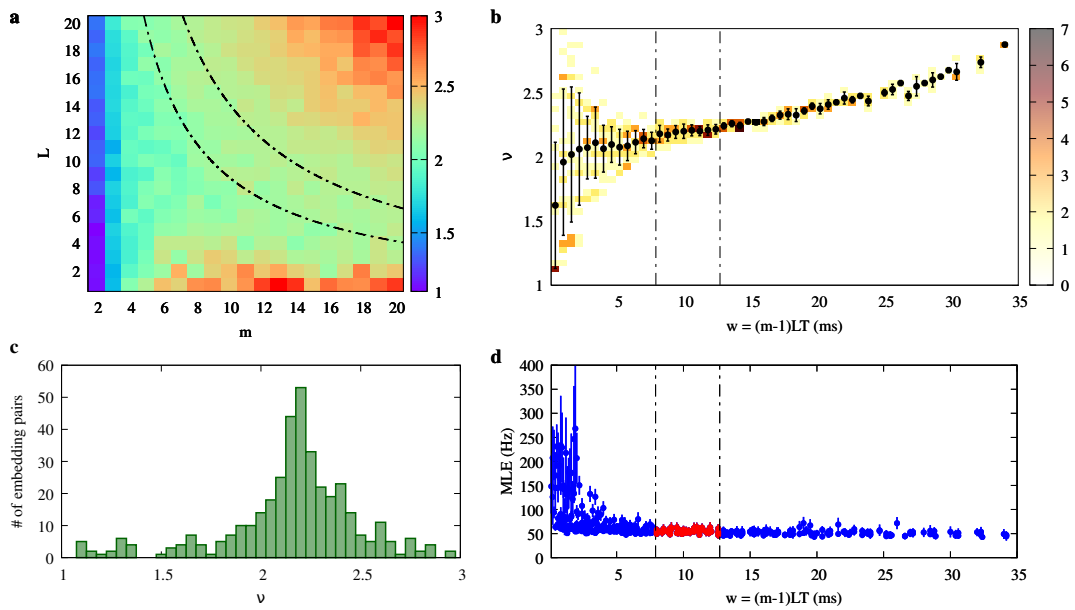 a
20
18
16
14
12
10
8
6
4
2
L
2 4 6 8 10 12 14 16 18 20
m
3
2.5
2
1.5
1
b
3
2.5
2
1.5
1
ν
5 10 15 20 25 30 35
w = (m-1)LT (ms)
7
6
5
4
3
2
1
0
c
60
50
40
30
20
10
0
# of embedding pairs
1 1.5 2 2.5 3
ν
d
400
350
300
250
200
150
100
50
0
MLE (Hz)
5 10 15 20 25 30 35
w = (m-1)LT (ms)